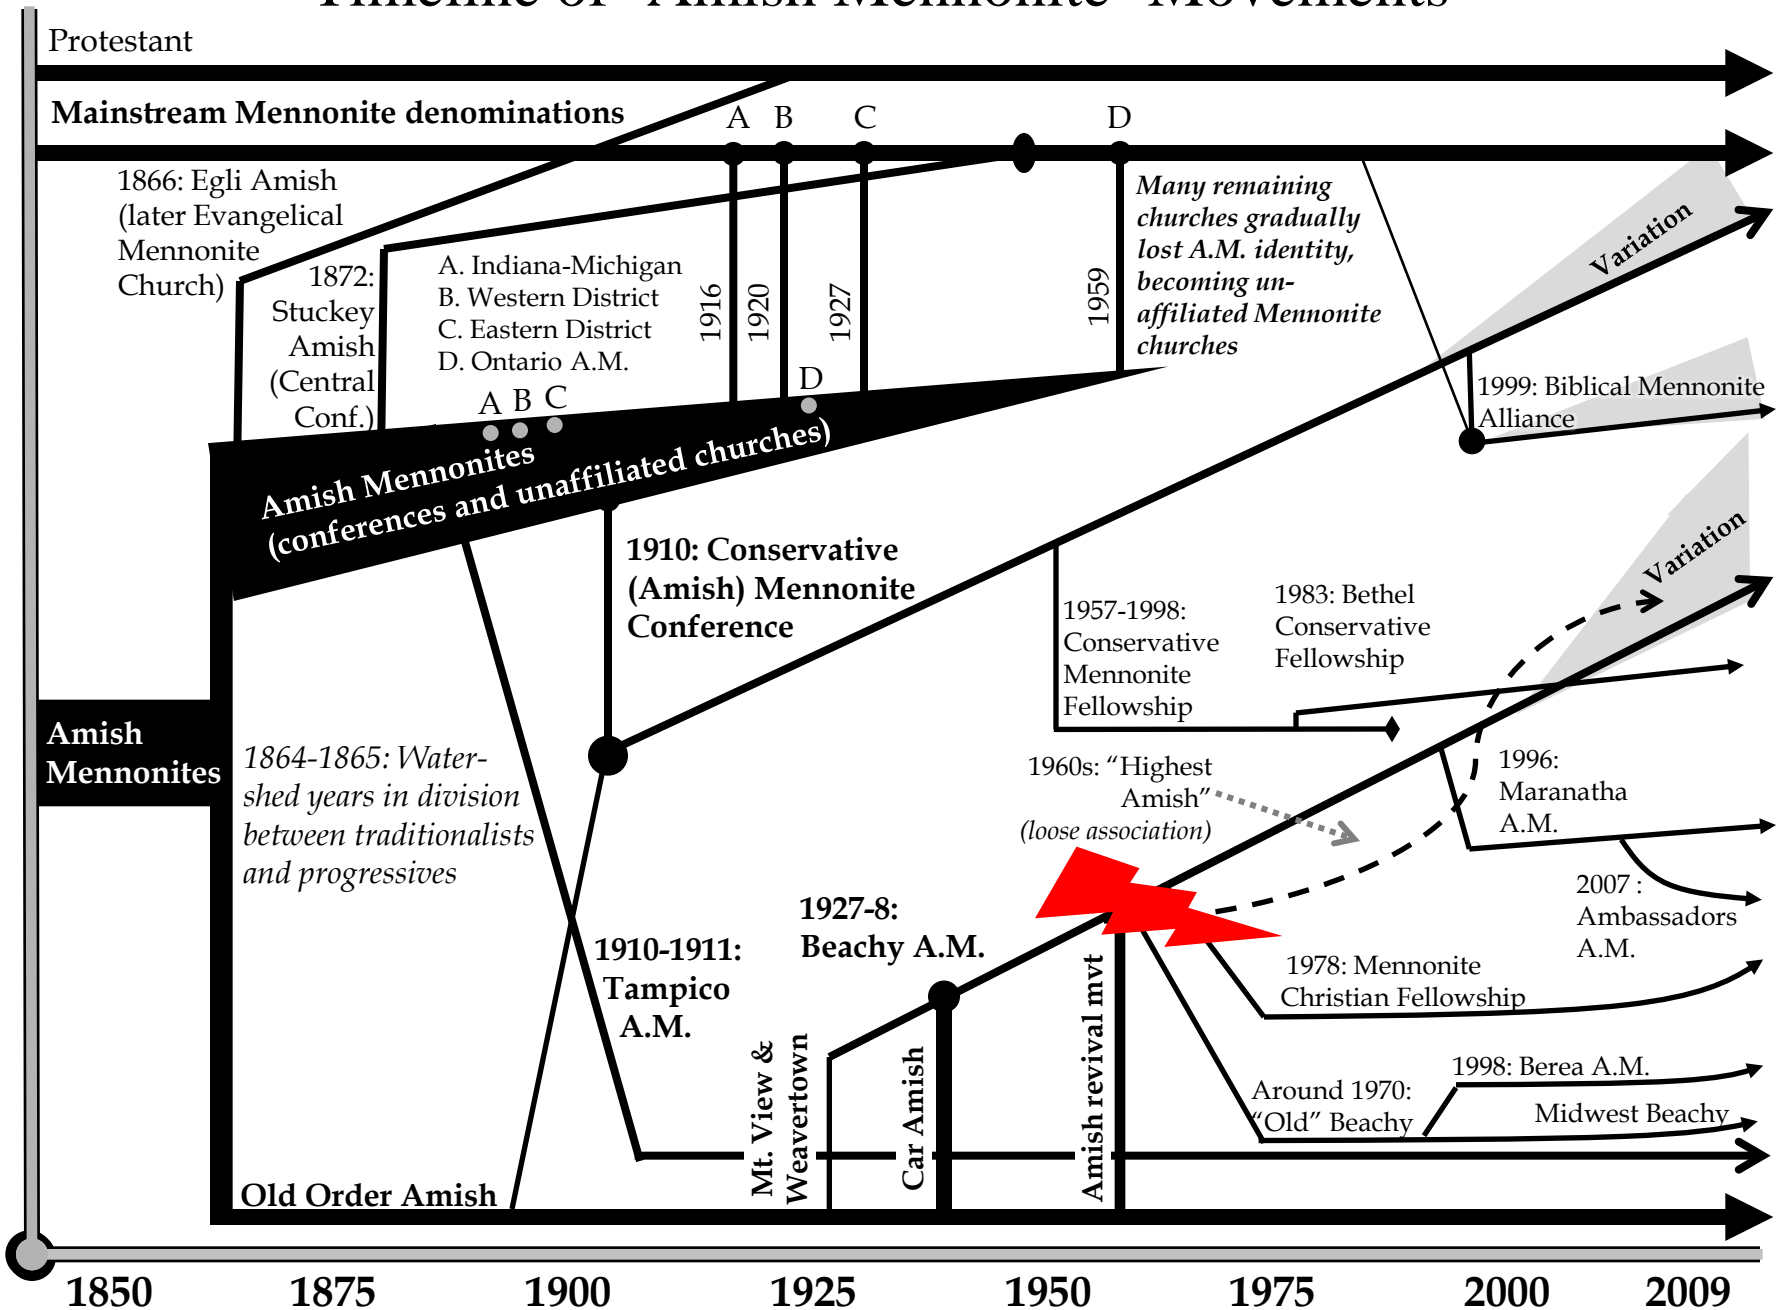 Timeline of "Amish Mennonite" Movements
Protestant
Mainstream Mennonite denominations
A
B
C
D
1866: Egli Amish
(later Evangelical
Mennonite
Church)
1872:
Stuckey
Amish
(Central
Conf.)
A. Indiana-Michigan
B. Western District
C. Eastern District
D. Ontario A.M.
1916
1920
1927
1959
Many remaining
churches gradually
lost A.M. identity,
becoming un-
affiliated Mennonite
churches
Variation
A
B
C
D
1999: Biblical Mennonite
Alliance
Amish Mennonites
(conferences and unaffiliated churches)
1910: Conservative
(Amish) Mennonite
Conference
Variation
1957-1998:
Conservative
Mennonite
Fellowship
1983: Bethel
Conservative
Fellowship
Amish
Mennonites
1864-1865: Water-
shed years in division
between traditionalists
and progressives
1960s: “Highest
Amish”
(loose association)
1996:
Maranatha
A.M.
2007 :
Ambassadors
A.M.
1927-8:
Beachy A.M.
1910-1911:
Tampico
A.M.
1978: Mennonite
Christian Fellowship
Mt. View &
Weavertown
Car Amish
Amish revival mvt
1998: Berea A.M.
Around 1970:
“Old” Beachy
Midwest Beachy
Old Order Amish
1850 1875 1900 1925 1950 1975 2000 2009